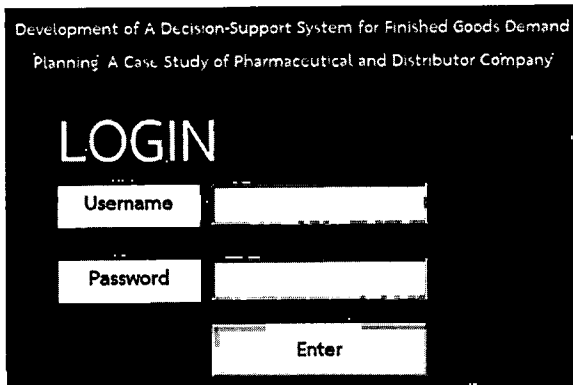 Development of A Decision-Support System for Finished Goods Demand
Planning A Case Study of Pharmaceutical and Distributor Company
LOGIN
Username
Password
Enter